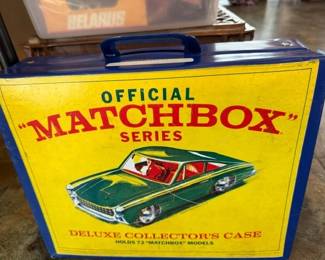 BELARUS
OFFICIAL
"MATCHBOX"
SERIES
DELUXE COLLECTOR'S CASE
HOLDS 72 "MATCHBOX" MODELS